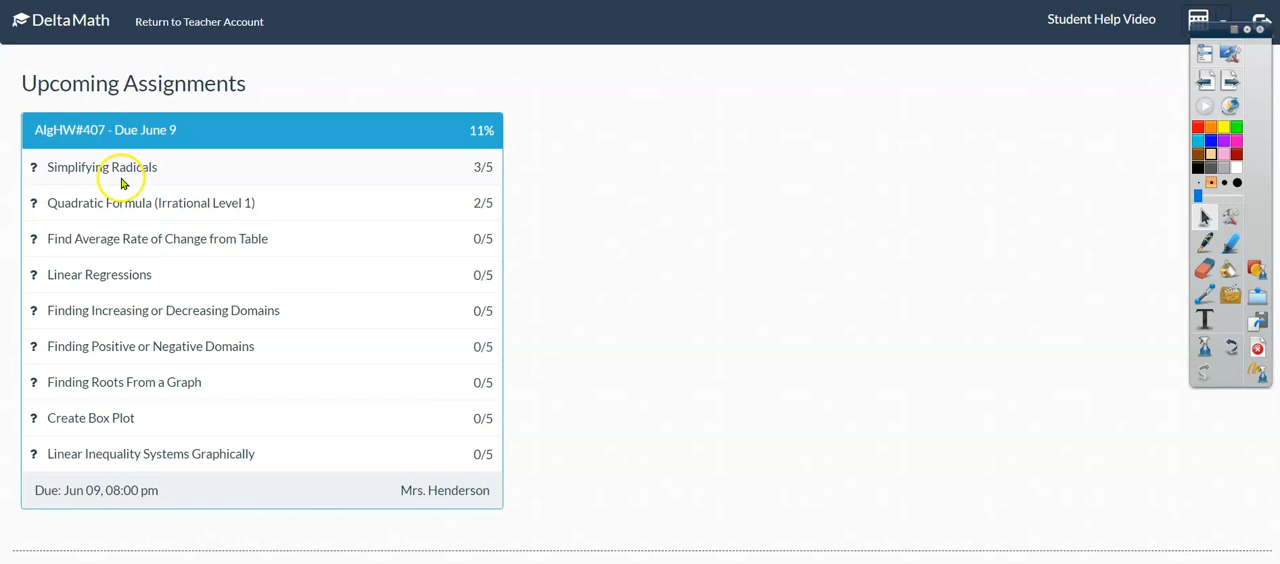 DeltaMath Return to Teacher Account Student Help Video
Upcoming Assignments
AlgHW#407 - Due June 9 11%
? Simplifying Radicals 3/5
? Quadratic Formula (Irrational Level 1) 2/5
? Find Average Rate of Change from Table 0/5
? Linear Regressions 0/5
? Finding Increasing or Decreasing Domains 0/5
? Finding Positive or Negative Domains 0/5
? Finding Roots From a Graph 0/5
? Create Box Plot 0/5
? Linear Inequality Systems Graphically 0/5
Due: Jun 09, 08:00 pm Mrs. Henderson
T